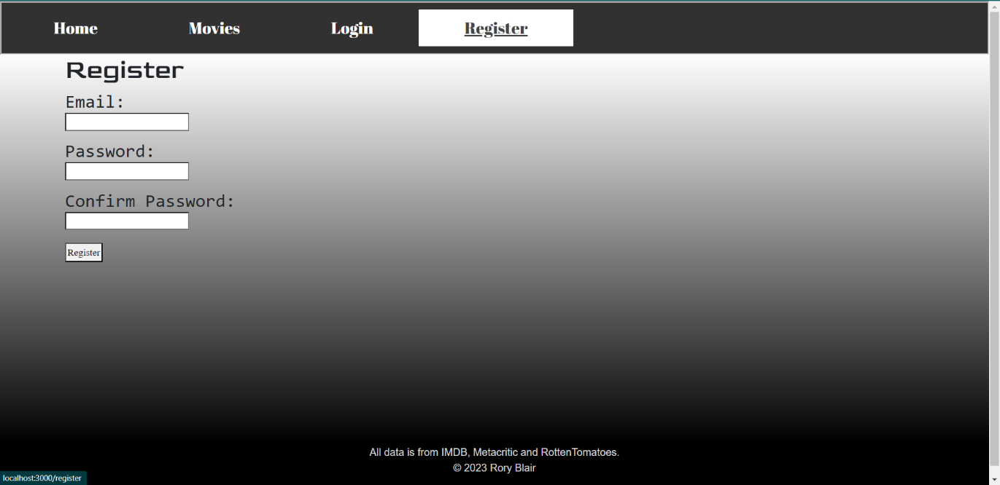 Home Movies Login Register
Register
Email:
Password:
Confirm Password:
Register
All data is from IMDB, Metacritic and RottenTomatoes.
© 2023 Rory Blair
localhost:3000/register